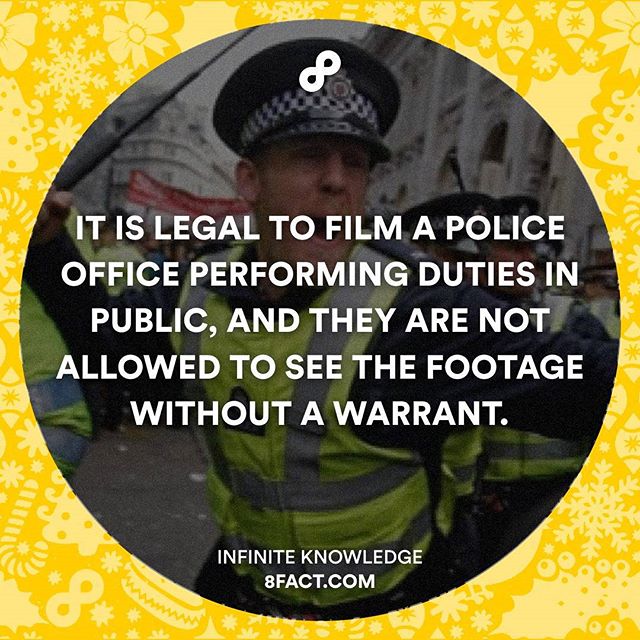 IT IS LEGAL TO FILM A POLICE
OFFICE PERFORMING DUTIES IN
PUBLIC, AND THEY ARE NOT
ALLOWED TO SEE THE FOOTAGE
WITHOUT A WARRANT.
INFINITE KNOWLEDGE
8FACT.COM